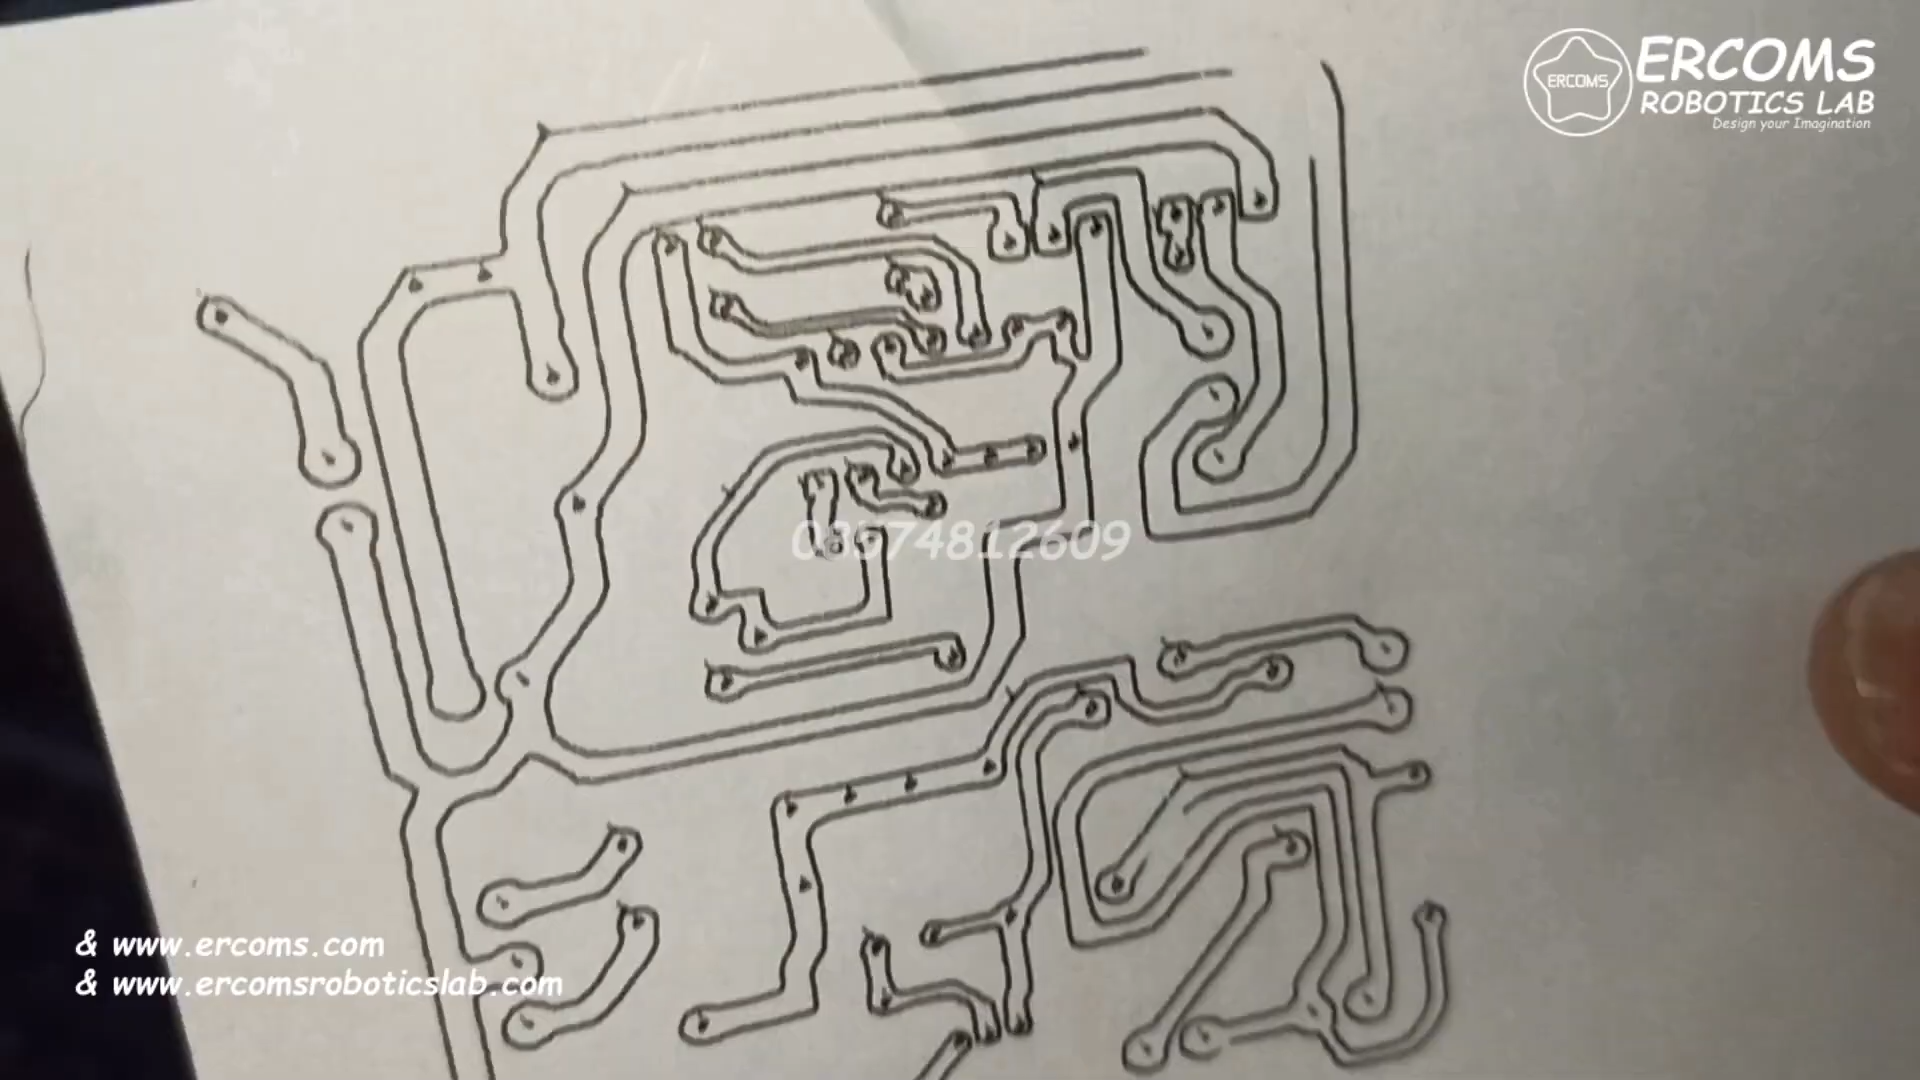 ERCOMS
ERCOMS
ROBOTICS LAB
Design your Imagination
& www.ercoms.com
& www.ercomsroboticslab.com